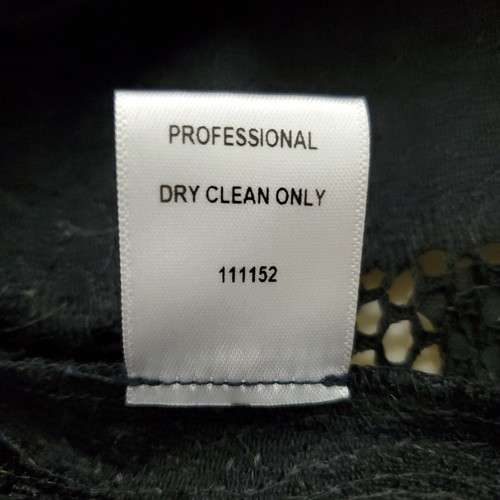 PROFESSIONAL
DRY CLEAN ONLY
111152